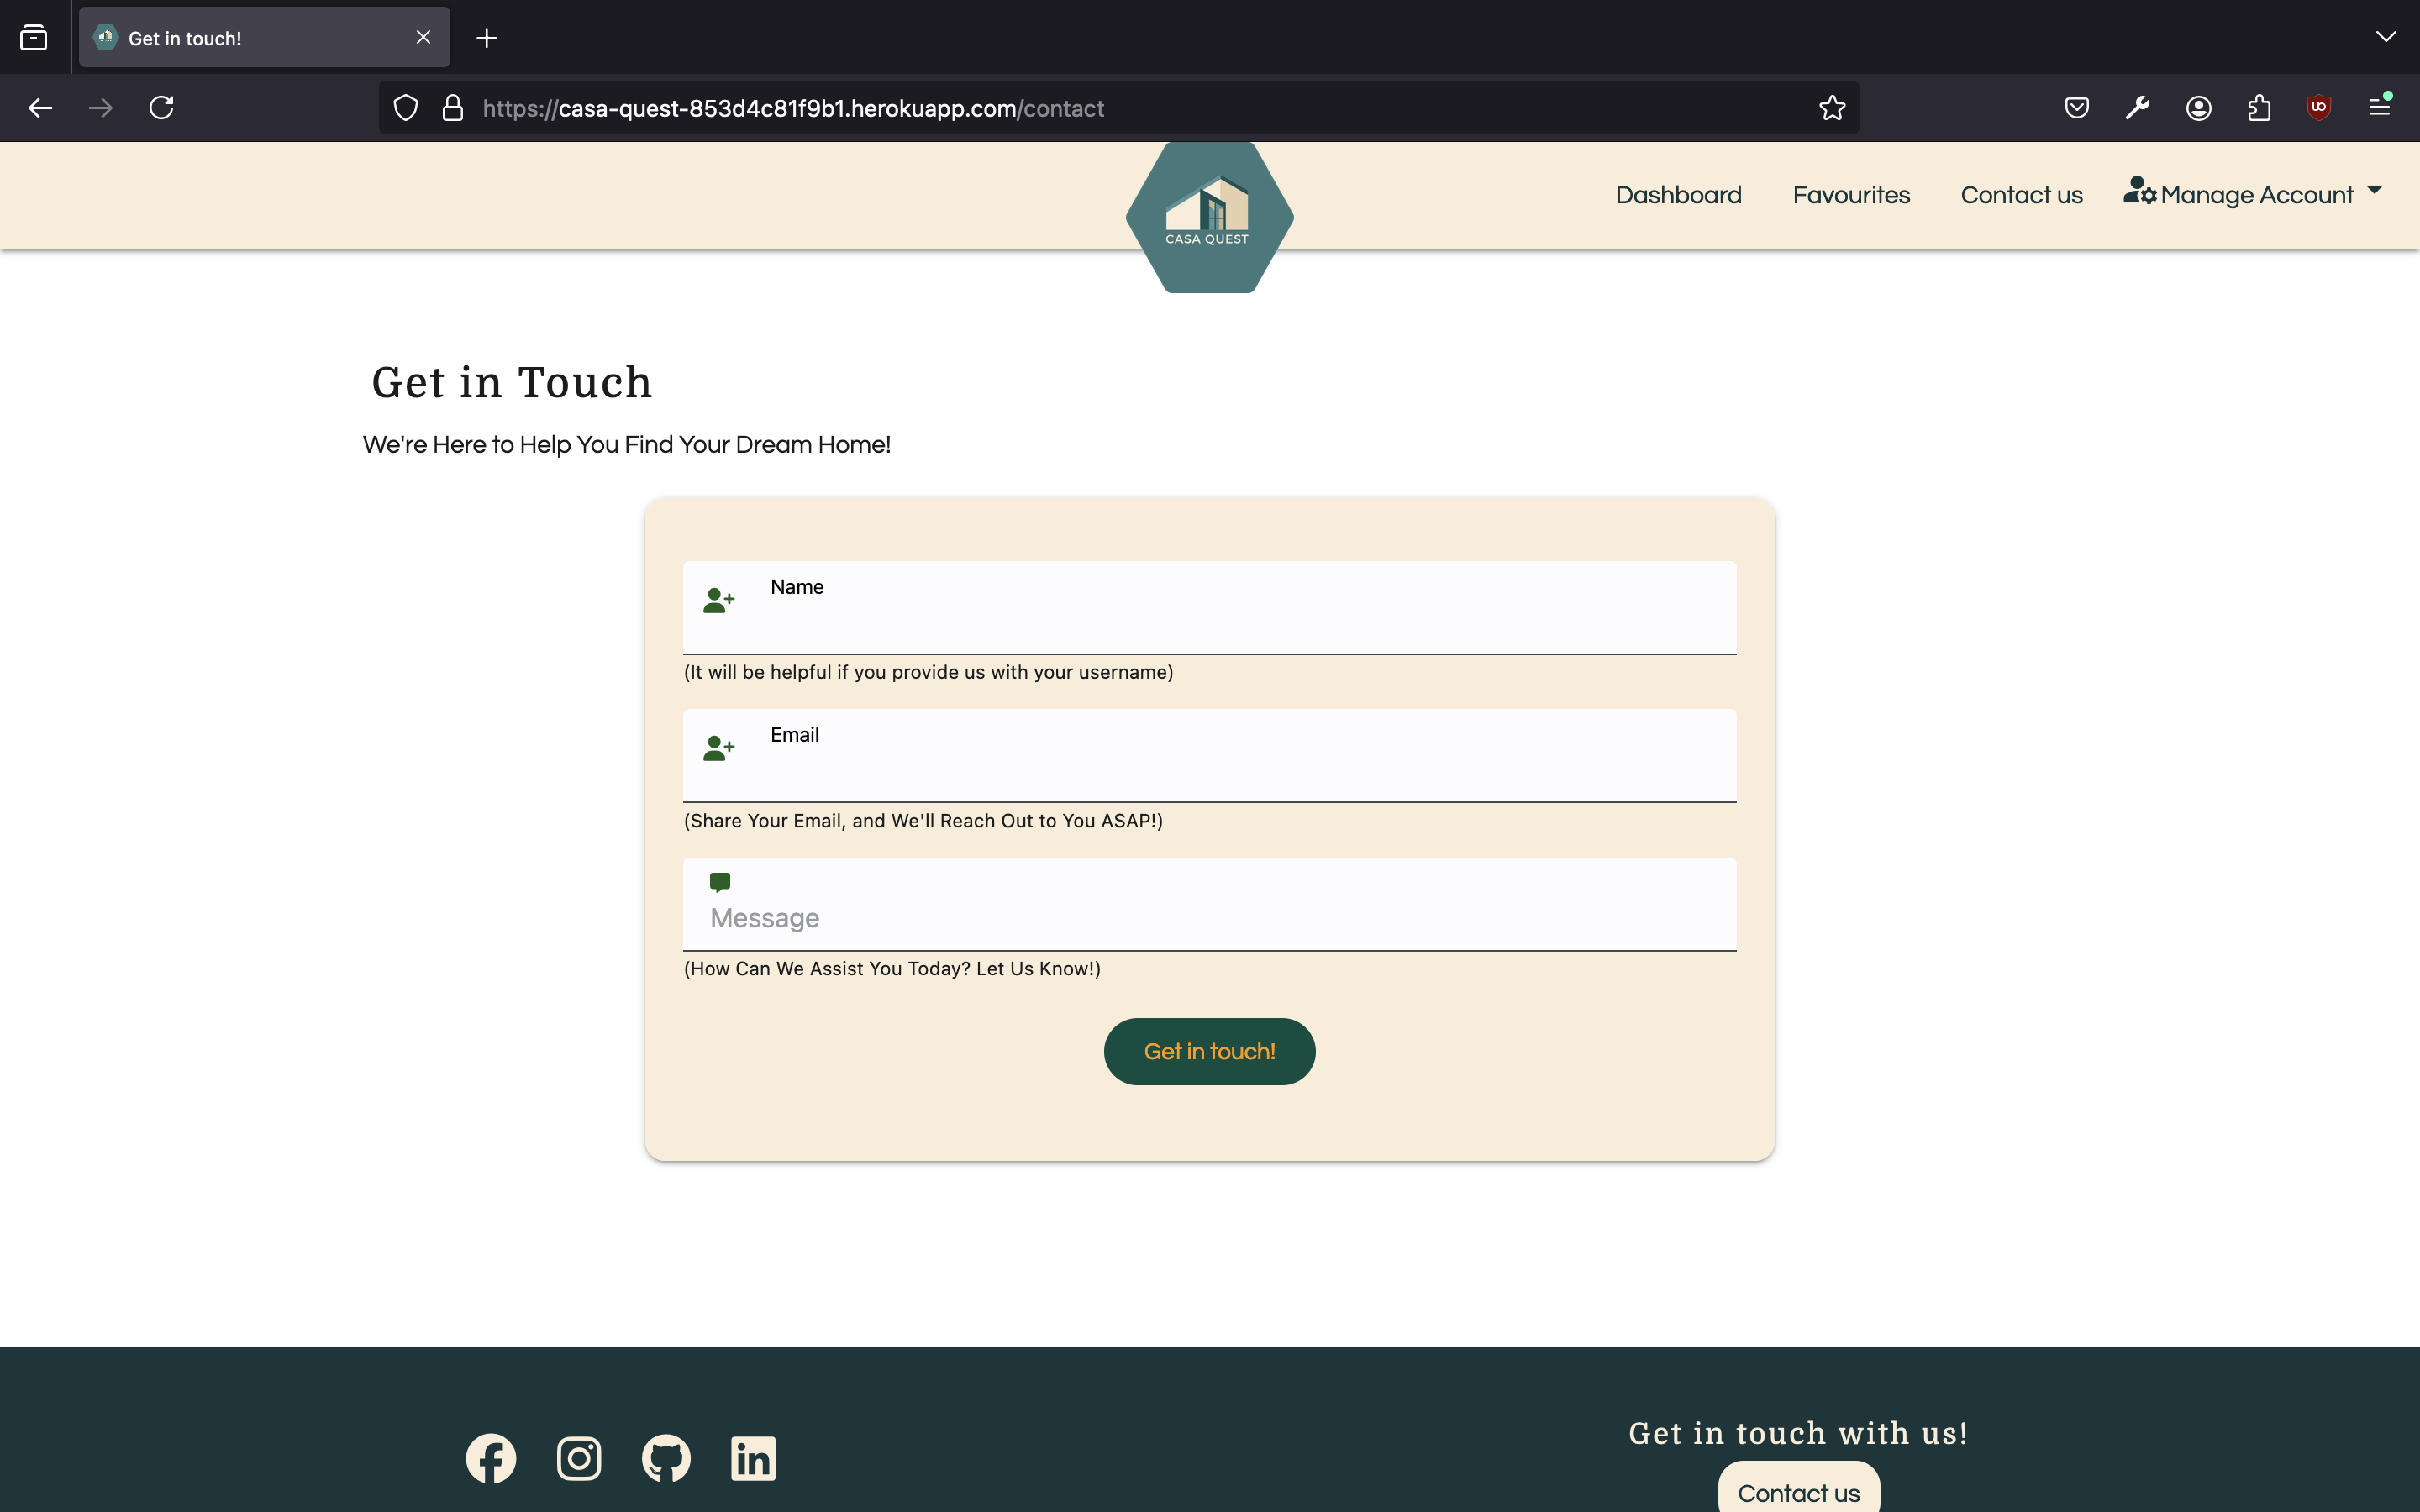 Get in touch!
https://casa-quest-853d4c81f9b1.herokuapp.com/contact
CASA QUEST
Dashboard Favourites Contact us Manage Account
Get in Touch
We're Here to Help You Find Your Dream Home!
Name
(It will be helpful if you provide us with your username)
Email
(Share Your Email, and We'll Reach Out to You ASAP!)
Message
(How Can We Assist You Today? Let Us Know!)
Get in touch!
Get in touch with us!
Contact us